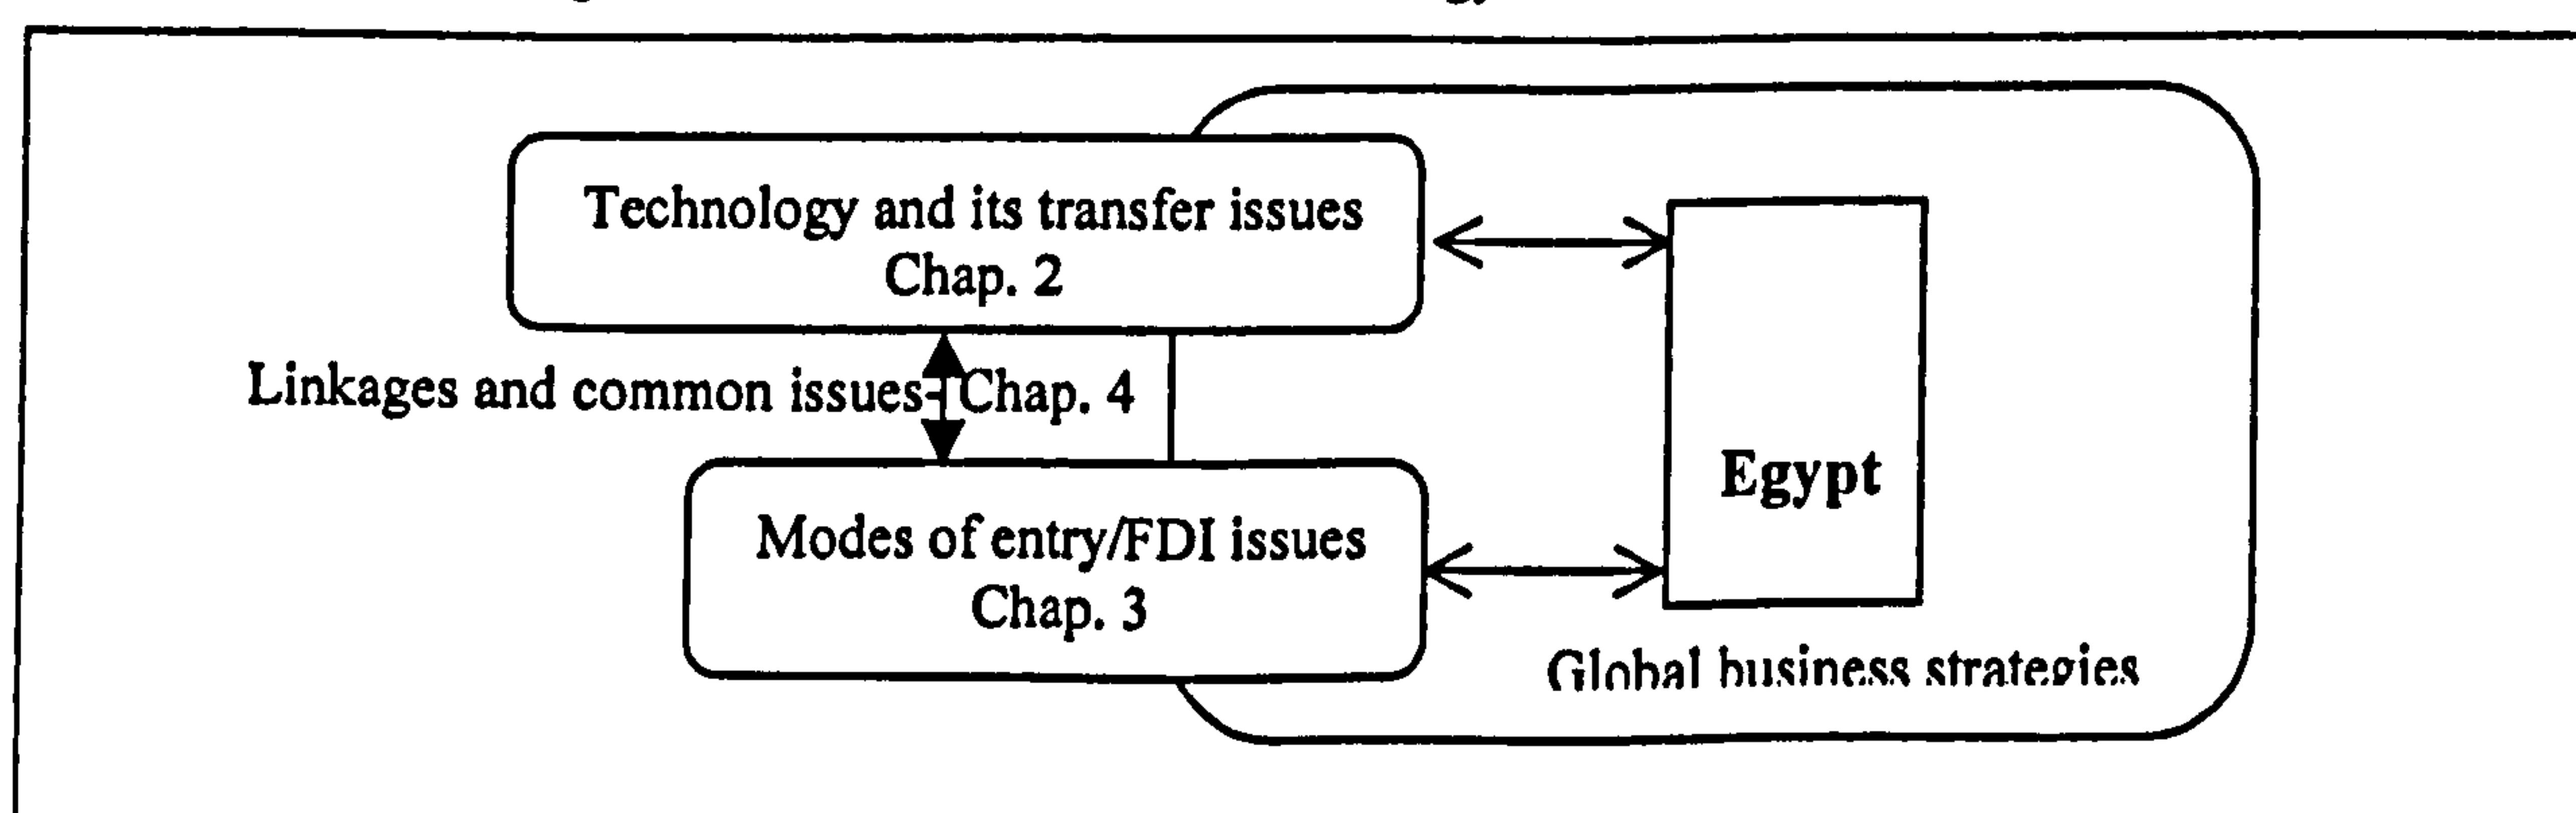 Technology and its transfer issues
Chap. 2
Linkages and common issues- Chap. 4
Modes of entry/FDI issues
Chap. 3
Egypt
Global business strategies